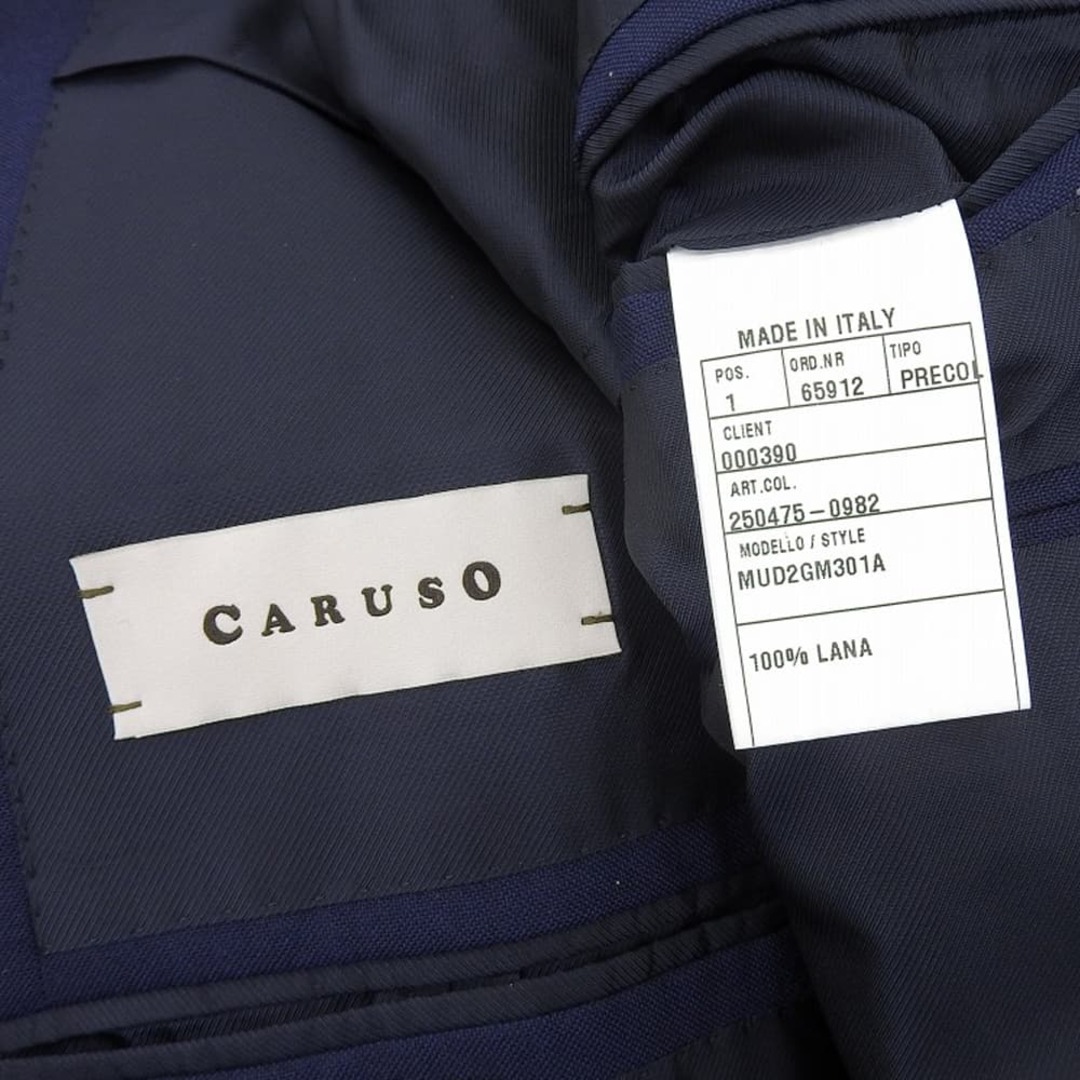 CARUSO
MADE IN ITALY
POS. ORD.NR TIPO
1 65912 PRECOL
CLIENT
000390
ART.COL.
250475-0982
MODELLO / STYLE
MUD2GM301A
100% LANA